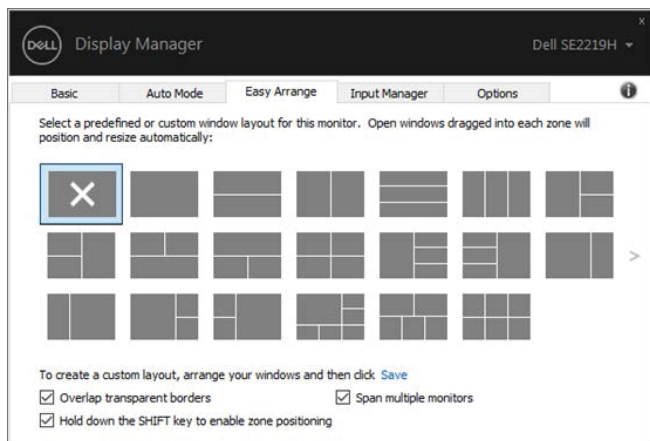 x
DELL Display Manager Dell SE2219H
Basic Auto Mode Easy Arrange Input Manager Options i
Select a predefined or custom window layout for this monitor. Open windows dragged into each zone will
position and resize automatically:
>
To create a custom layout, arrange your windows and then click Save
Overlap transparent borders Span multiple monitors
Hold down the SHIFT key to enable zone positioning